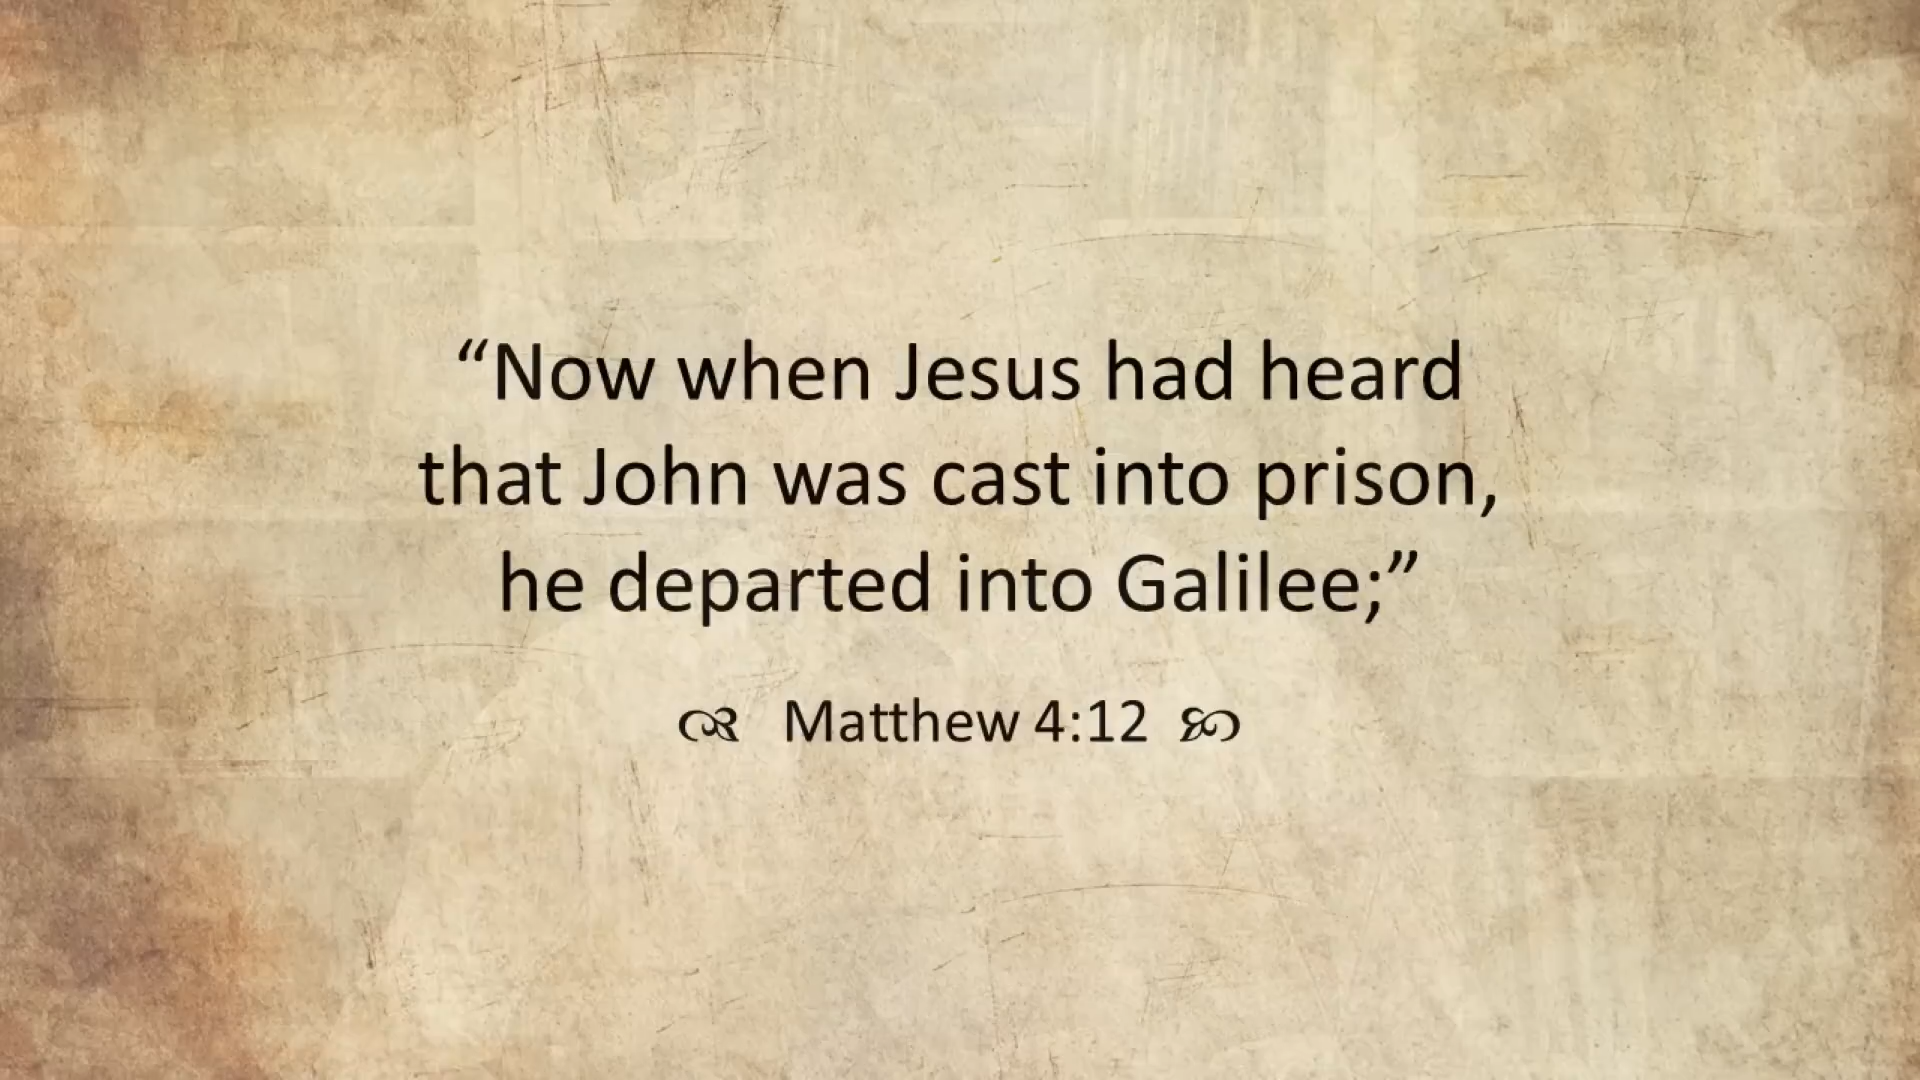 “Now when Jesus had heard
that John was cast into prison,
he departed into Galilee;”
Matthew 4:12